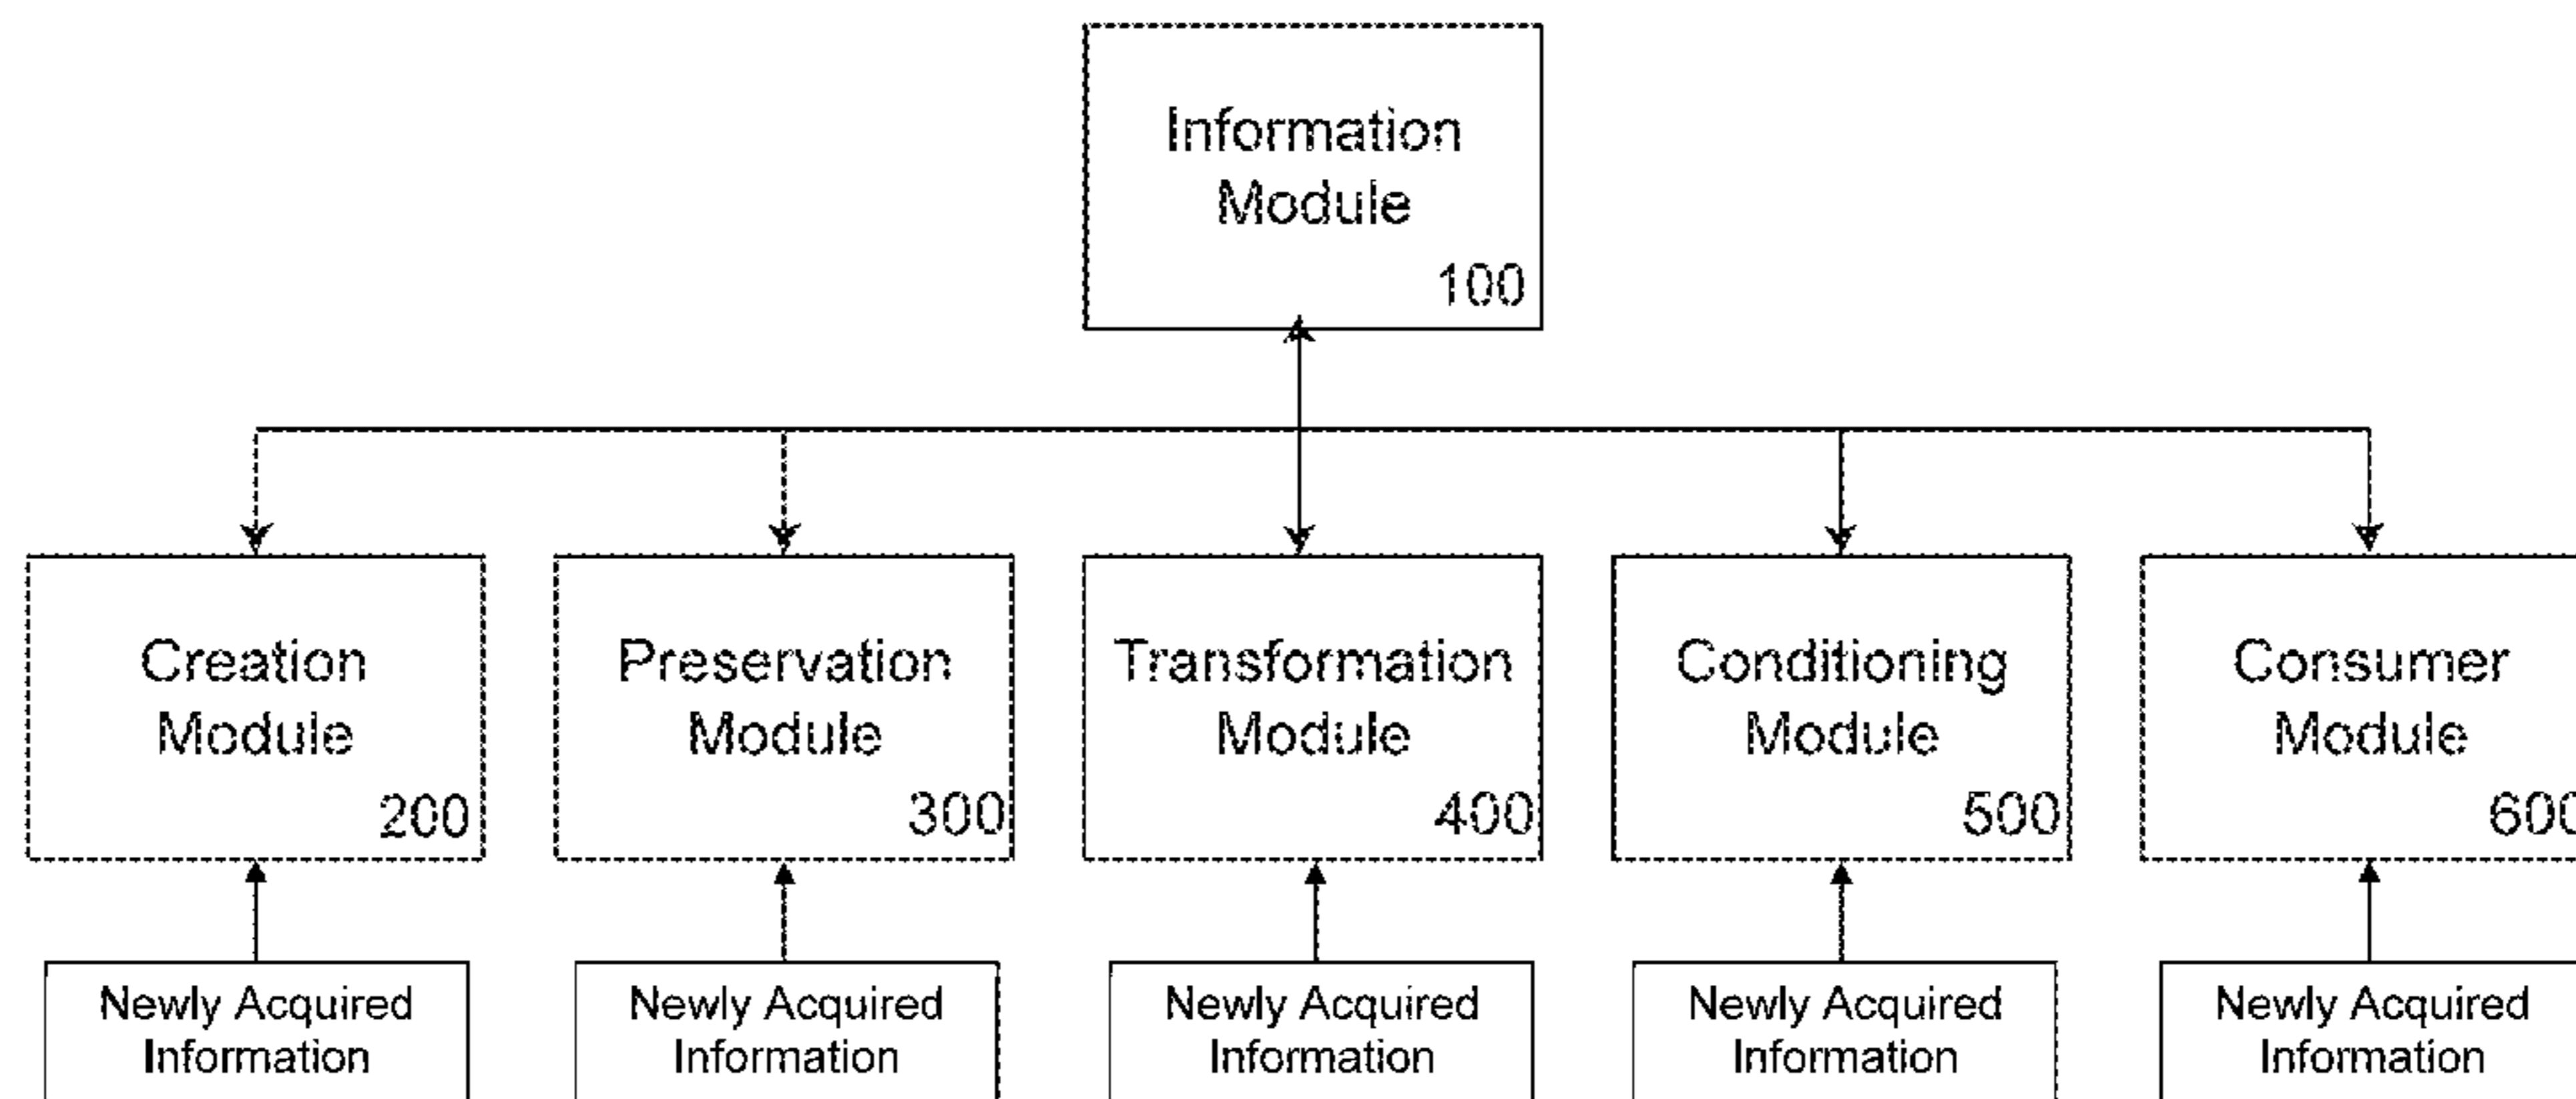 Information
Module
100
Creation
Module
200
Preservation
Module
300
Transformation
Module
400
Conditioning
Module
500
Consumer
Module
600
Newly Acquired
Information
Newly Acquired
Information
Newly Acquired
Information
Newly Acquired
Information
Newly Acquired
Information